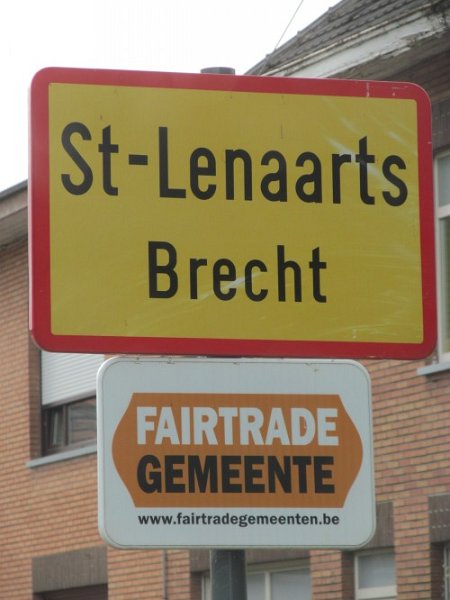 St-Lenaarts
Brecht
FAIRTRADE
GEMEENTE
www.fairtradegemeenten.be